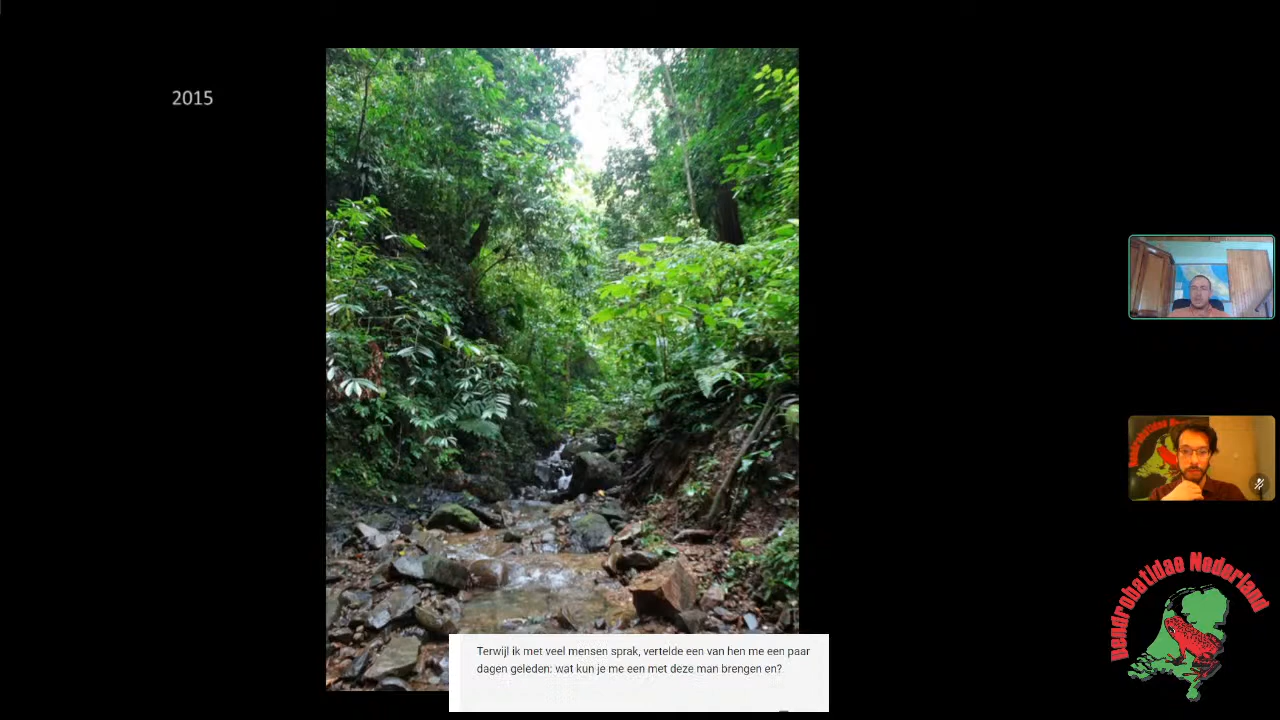 2015
Dendrobatidae Nederland
Terwijl ik met veel mensen sprak, vertelde een van hen me een paar
dagen geleden: wat kun je me een met deze man brengen en?